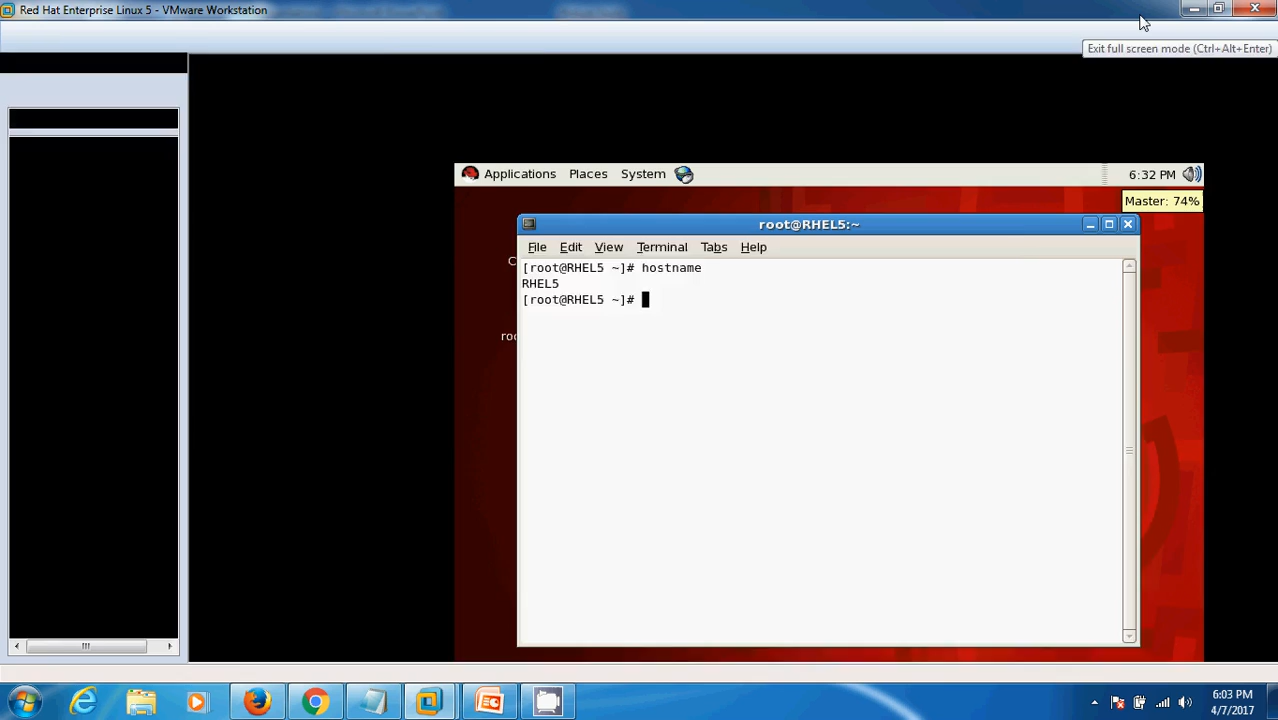 Red Hat Enterprise Linux 5 - VMware Workstation
Exit full screen mode (Ctrl+Alt+Enter)
Applications Places System 6:32 PM
Master: 74%
root@RHEL5:~
File Edit View Terminal Tabs Help
[root@RHEL5 ~]# hostname
RHEL5
[root@RHEL5 ~]#
6:03 PM
4/7/2017